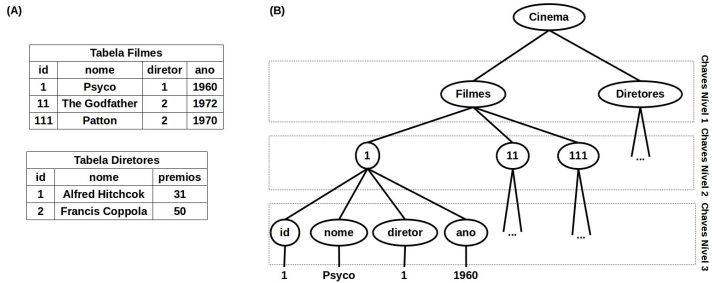 (A)
Tabela Filmes
id nome diretor ano
1 Psyco 1 1960
11 The Godfather 2 1972
111 Patton 2 1970
Tabela Diretores
id nome premios
1 Alfred Hitchcok 31
2 Francis Coppola 50
(B)
Cinema
Filmes Diretores
...
1 11 111
... ...
id nome diretor ano
1 Psyco 1 1960
Chaves Nível 1
Chaves Nível 2
Chaves Nível 3